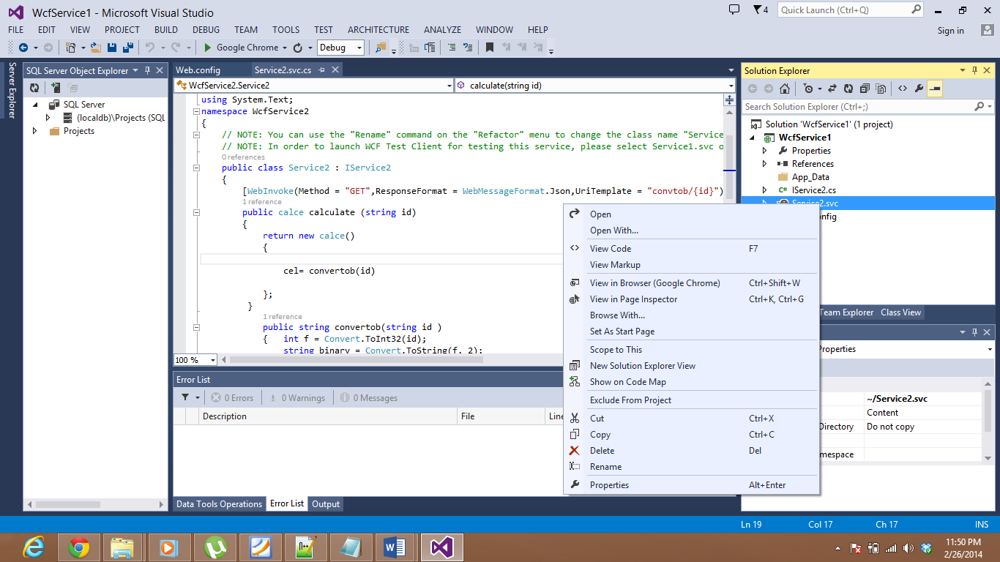 WcfService1 - Microsoft Visual Studio
4
Quick Launch (Ctrl+Q)
FILE EDIT VIEW PROJECT BUILD DEBUG TEAM TOOLS TEST ARCHITECTURE ANALYZE WINDOW HELP
Sign in
Google Chrome
Debug
Server Explorer
SQL Server Object Explorer
SQL Server
(localdb)\Projects (SQL
Projects
Web.config
Service2.svc.cs
WcfService2.Service2
calculate(string id)
using System.Text;
namespace WcfService2
{
// NOTE: You can use the "Rename" command on the "Refactor" menu to change the class name "Service
// NOTE: In order to launch WCF Test Client for testing this service, please select Service1.svc o
0 references
public class Service2 : IService2
{
[WebInvoke(Method = "GET",ResponseFormat = WebMessageFormat.Json,UriTemplate = "convtob/{id}")
1 reference
public calce calculate (string id)
{
return new calce()
{
cel= convertob(id)
};
}
1 reference
public string convertob(string id )
{ int f = Convert.ToInt32(id);
string binary = Convert.ToString(f, 2);
100 %
Error List
0 Errors
0 Warnings
0 Messages
Description
File
Line
Data Tools Operations
Error List
Output
Open
Open With...
View Code F7
View Markup
View in Browser (Google Chrome) Ctrl+Shift+W
View in Page Inspector Ctrl+K, Ctrl+G
Browse With...
Set As Start Page
Scope to This
New Solution Explorer View
Show on Code Map
Exclude From Project
Cut Ctrl+X
Copy Ctrl+C
Delete Del
Rename
Properties Alt+Enter
Solution Explorer
Search Solution Explorer (Ctrl+;)
Solution 'WcfService1' (1 project)
WcfService1
Properties
References
App_Data
IService2.cs
Service2.svc
onfig
Team Explorer
Class View
Properties
~/Service2.svc
Content
Directory Do not copy
mespace
Ln 19
Col 17
Ch 17
INS
11:50 PM
2/26/2014